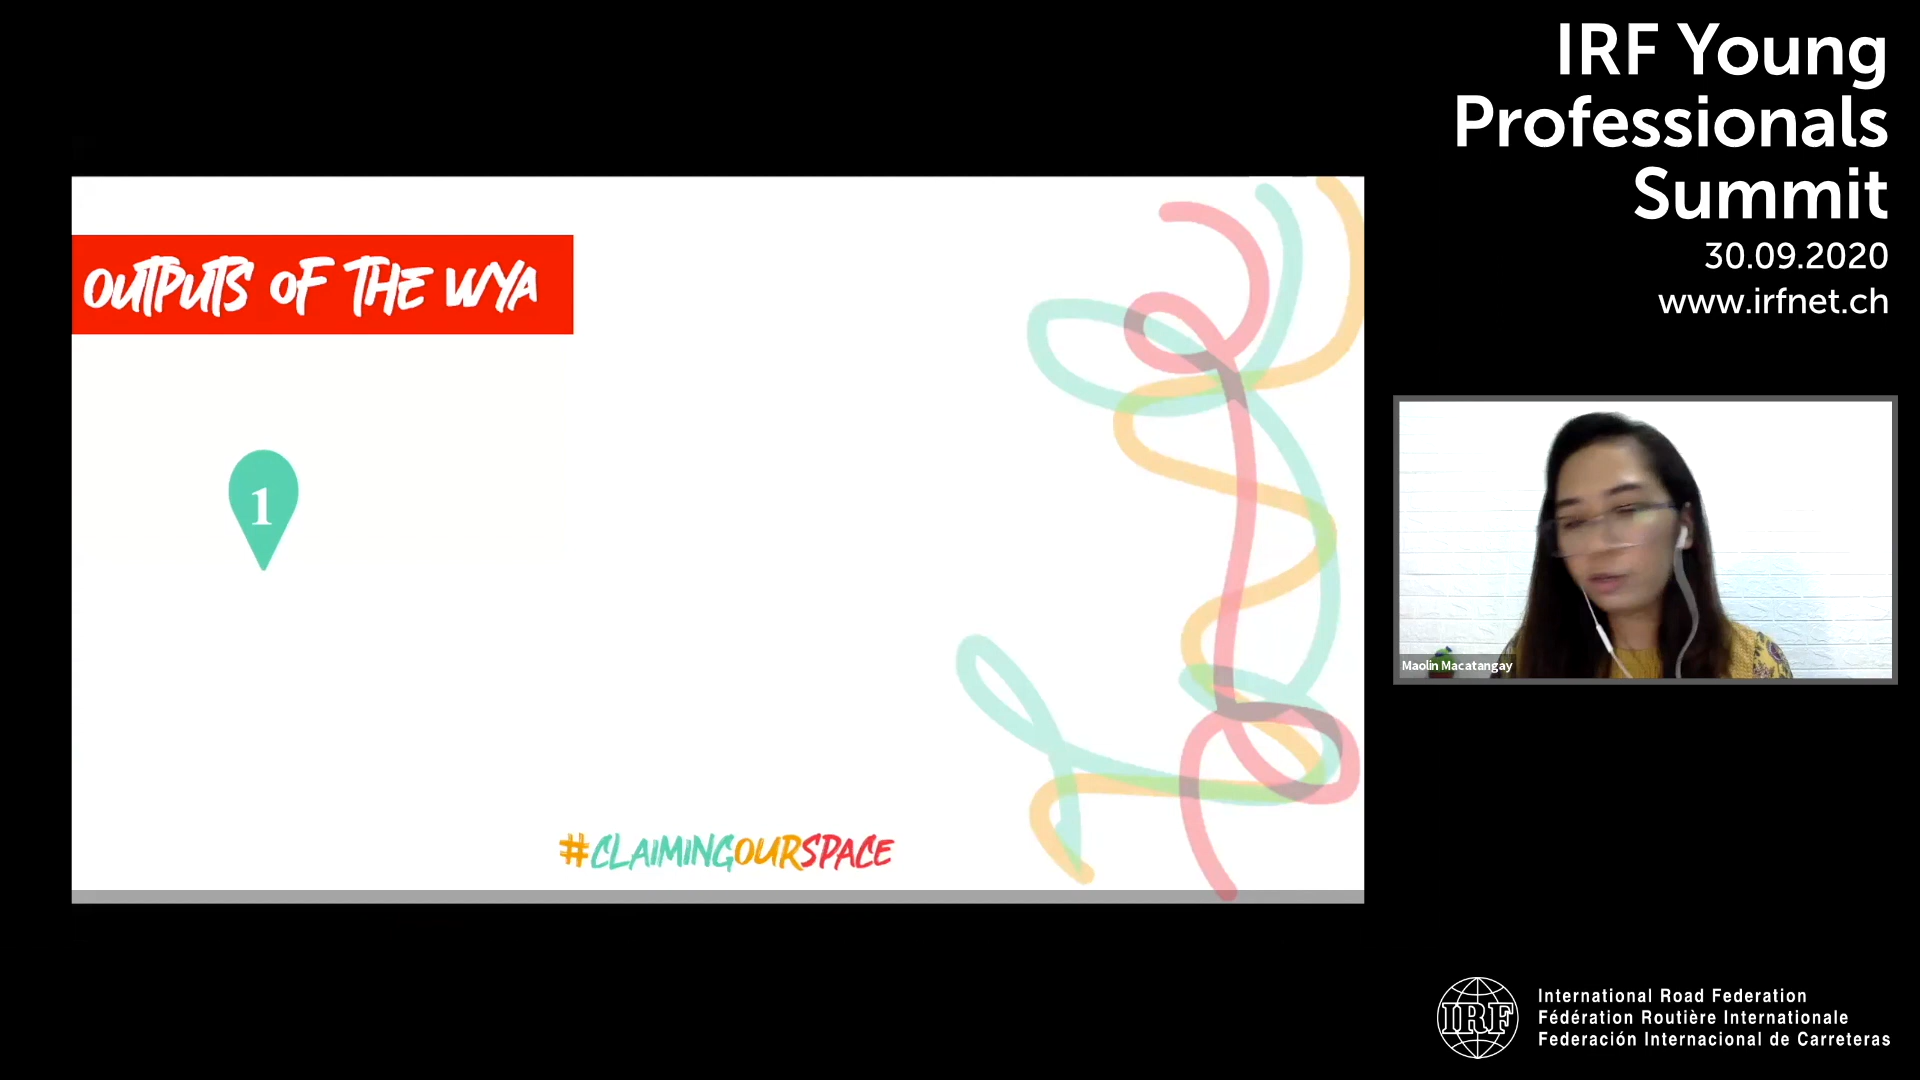 IRF Young
Professionals
Summit
30.09.2020
www.irfnet.ch
OUTPUTS OF THE WYA
1
#CLAIMINGOURSPACE
Maolin Macatangay
IRF
International Road Federation
Fédération Routière Internationale
Federación Internacional de Carreteras